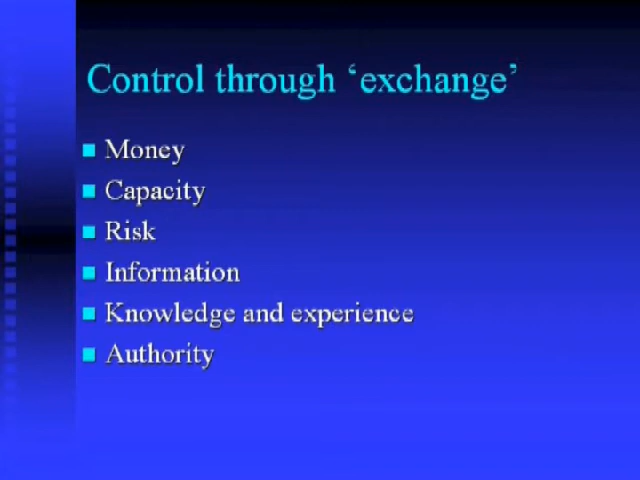 Control through ‘exchange’
Money
Capacity
Risk
Information
Knowledge and experience
Authority